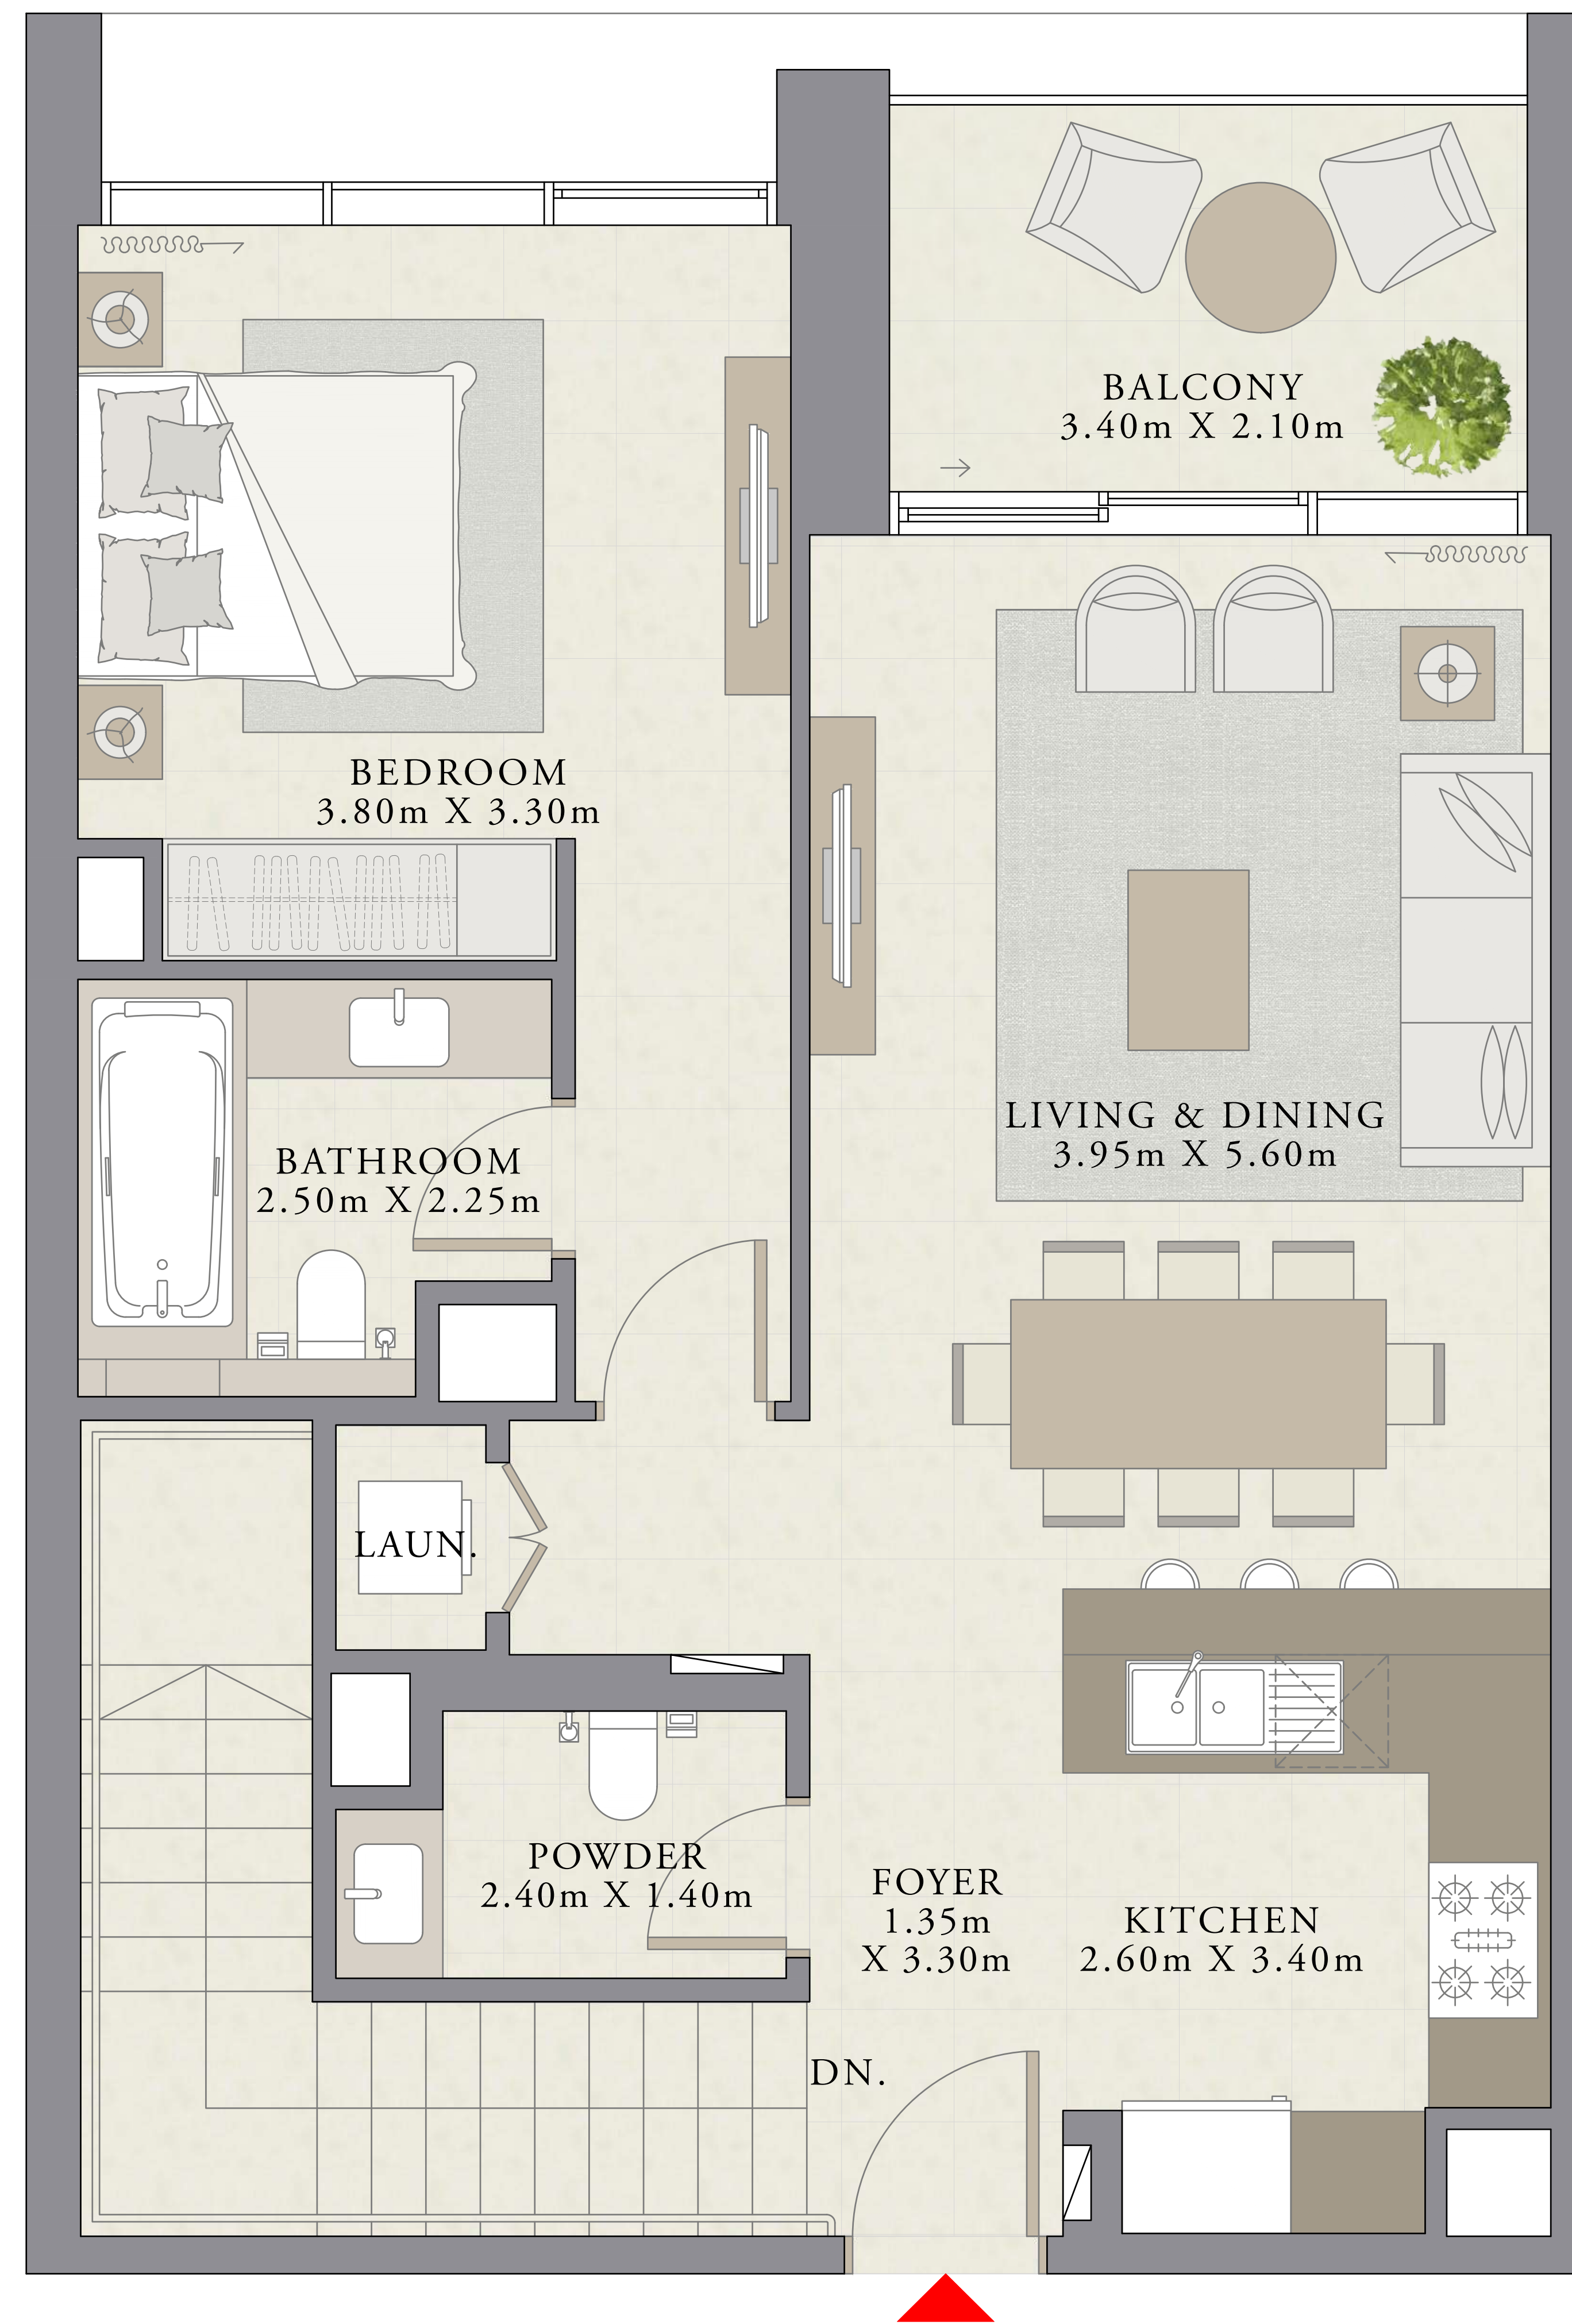 BALCONY
3.40m X 2.10m
BEDROOM
3.80m X 3.30m
LIVING & DINING
3.95m X 5.60m
BATHROOM
2.50m X 2.25m
LAUN.
POWDER
2.40m X 1.40m
FOYER
1.35m
X 3.30m
KITCHEN
2.60m X 3.40m
DN.